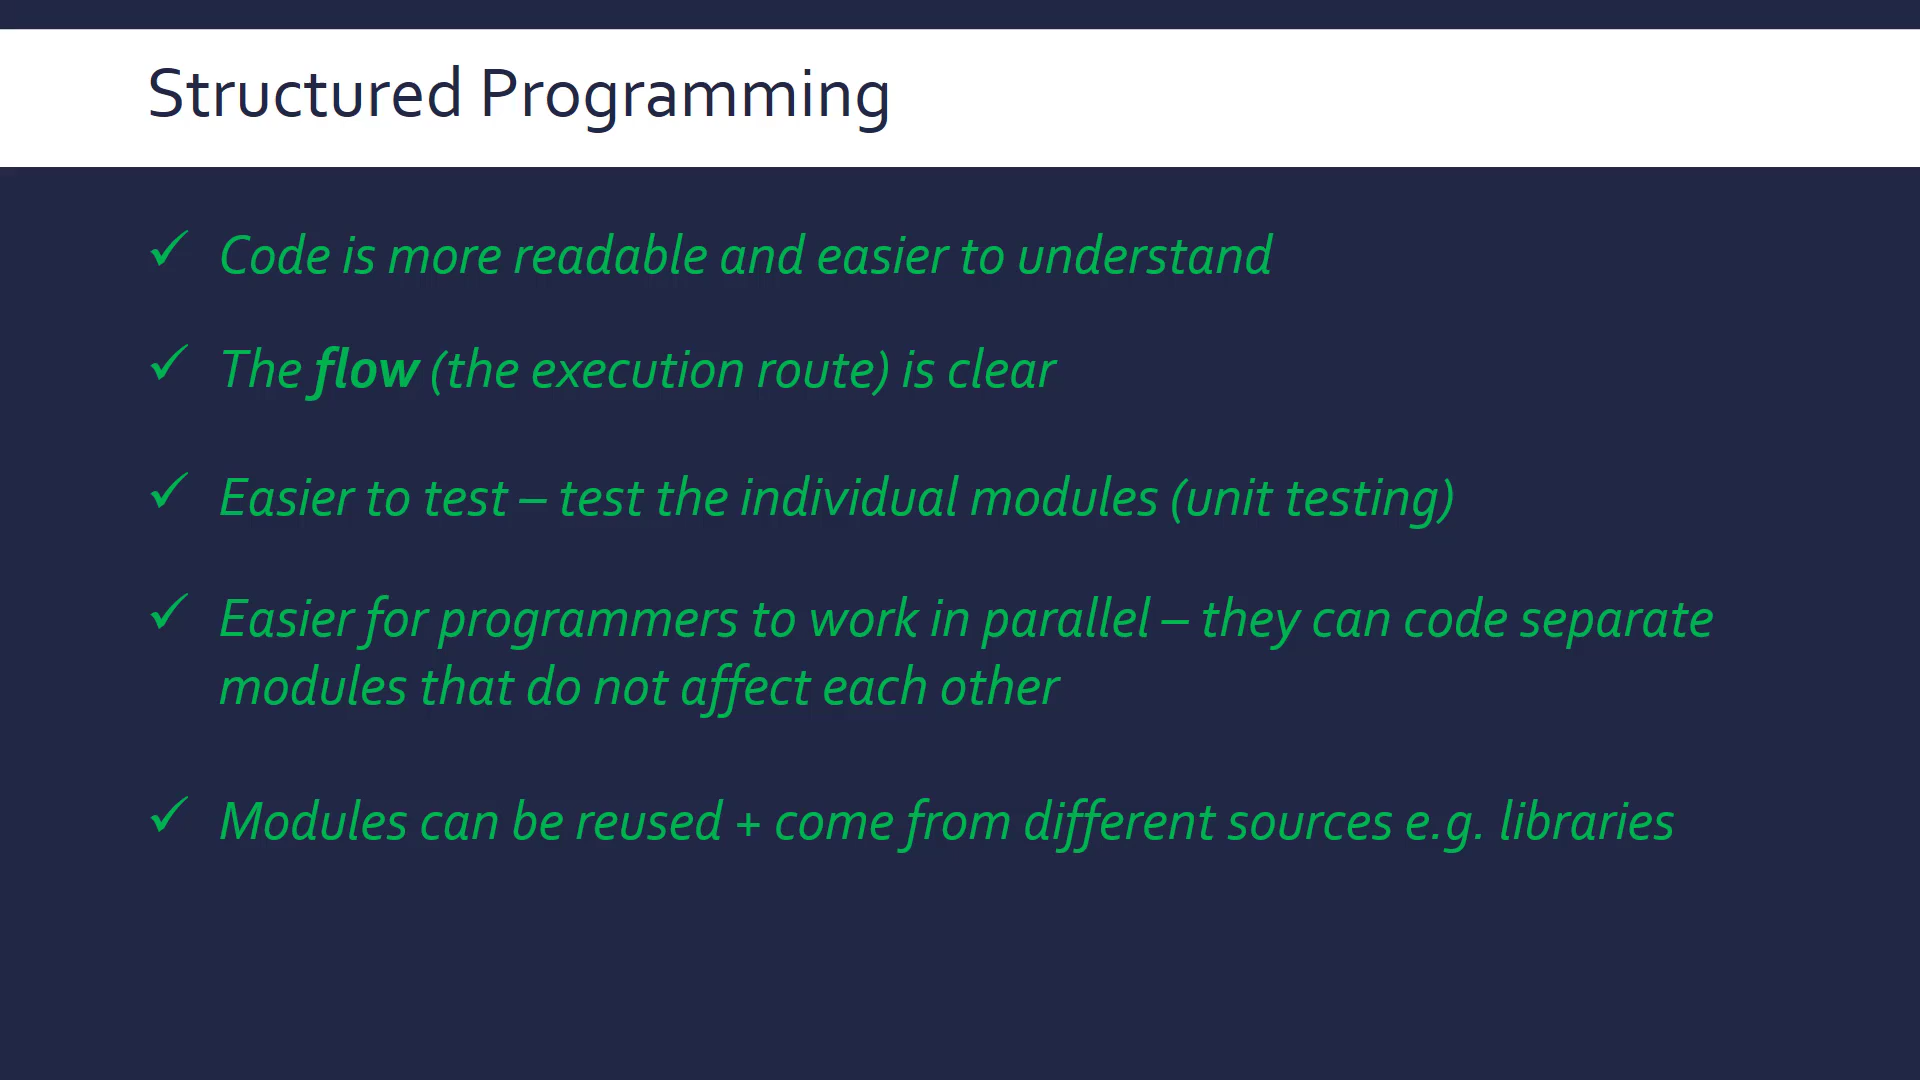 Structured Programming
✓ Code is more readable and easier to understand
✓ The flow (the execution route) is clear
✓ Easier to test – test the individual modules (unit testing)
✓ Easier for programmers to work in parallel – they can code separate
modules that do not affect each other
✓ Modules can be reused + come from different sources e.g. libraries